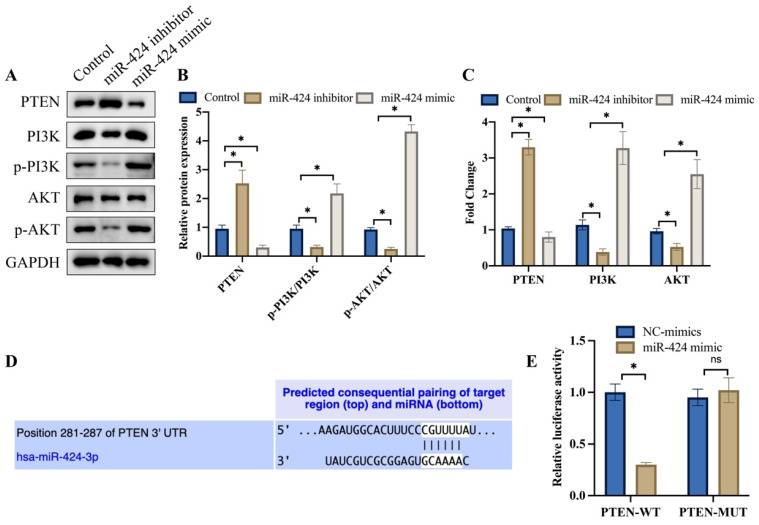 A
Control
miR-424 inhibitor
miR-424 mimic
PTEN
PI3K
p-PI3K
AKT
p-AKT
GAPDH
B
Control miR-424 inhibitor miR-424 mimic
Relative protein expression
5
4
3
2
1
0
* * * * * *
PTEN
p-PI3K/PI3K
p-AKT/AKT
C
Control miR-424 inhibitor miR-424 mimic
Fold Change
4
3
2
1
0
* * * * * *
PTEN PI3K AKT
D
Predicted consequential pairing of target
region (top) and miRNA (bottom)
Position 281-287 of PTEN 3' UTR
5' ...AAGAUGGCACUUUCCCGUUUUAU...
||||||
hsa-miR-424-3p
3' UAUCGUCGCGGAGUGCAAAAC
E
NC-mimics
miR-424 mimic
Relative luciferase activity
1.5
1.0
0.5
0.0
* ns
PTEN-WT PTEN-MUT